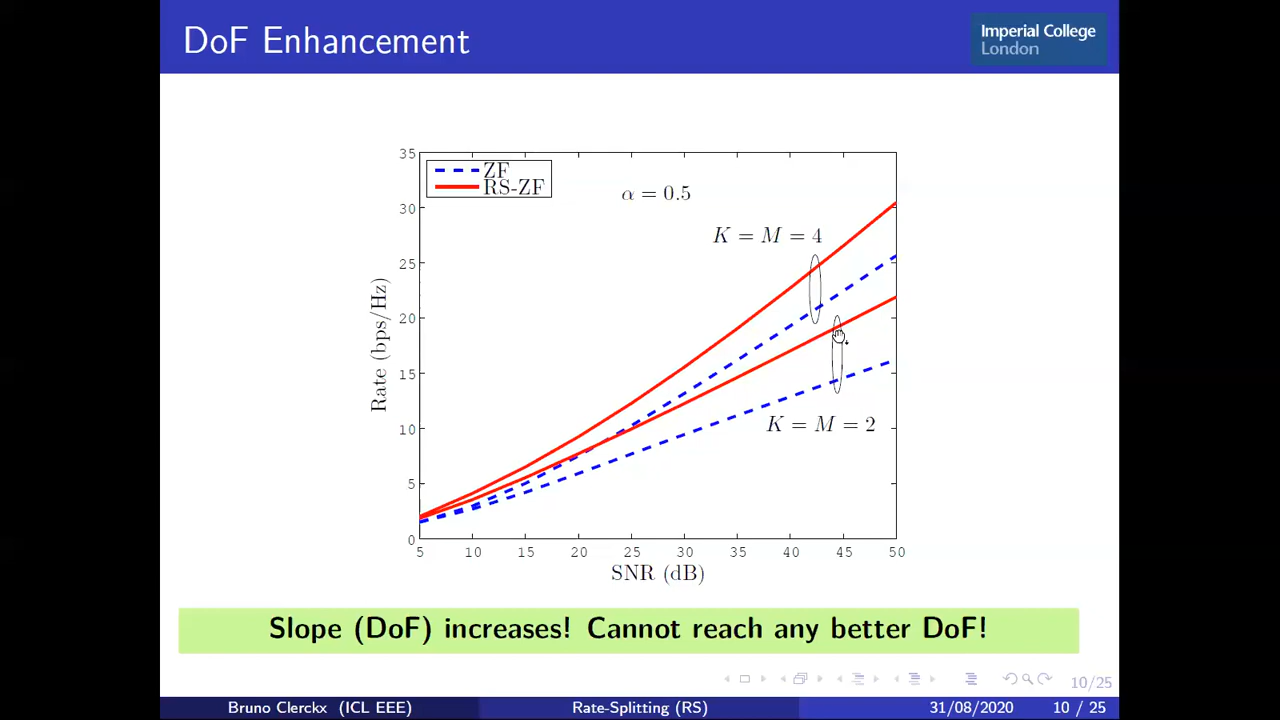 DoF Enhancement
Imperial College
London
35
30
25
20
15
10
5
0
Rate (bps/Hz)
ZF
RS-ZF
α = 0.5
K = M = 4
K = M = 2
5 10 15 20 25 30 35 40 45 50
SNR (dB)
Slope (DoF) increases! Cannot reach any better DoF!
10/25
Bruno Clerckx (ICL EEE) Rate-Splitting (RS) 31/08/2020 10 / 25